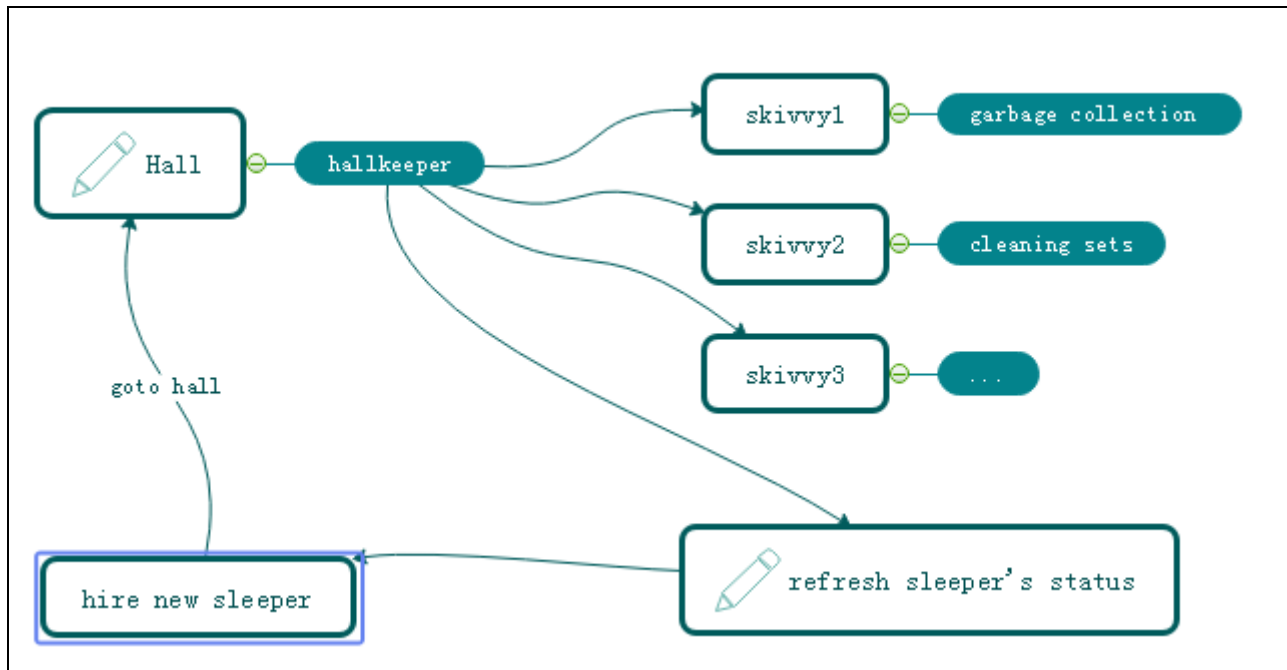 skivvy1
garbage collection
Hall
hallkeeper
skivvy2
cleaning sets
skivvy3
...
goto hall
refresh sleeper's status
hire new sleeper